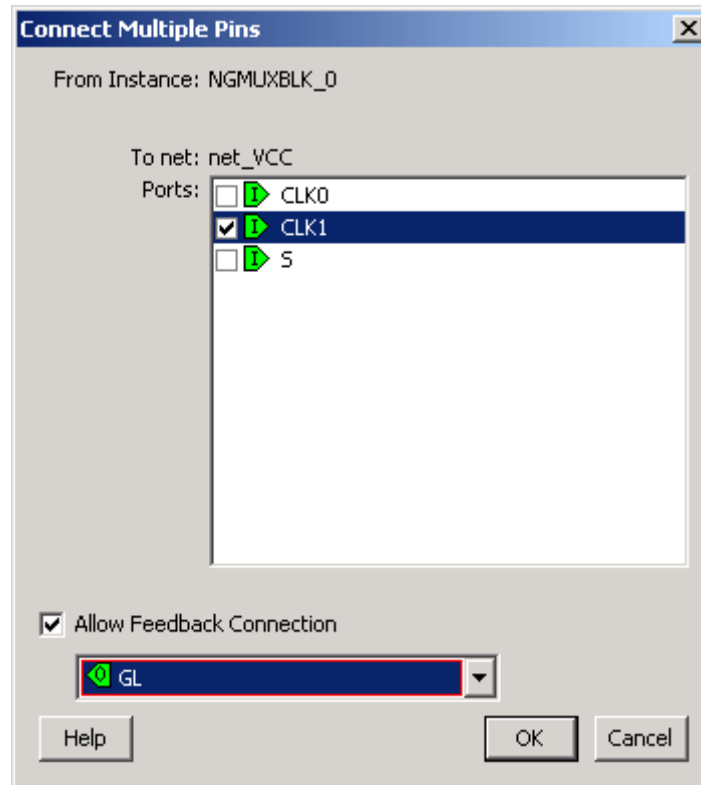 Connect Multiple Pins
From Instance: NGMUXBLK_0
To net: net_VCC
Ports:
I CLK0
I CLK1
I S
Allow Feedback Connection
O GL
Help
OK
Cancel